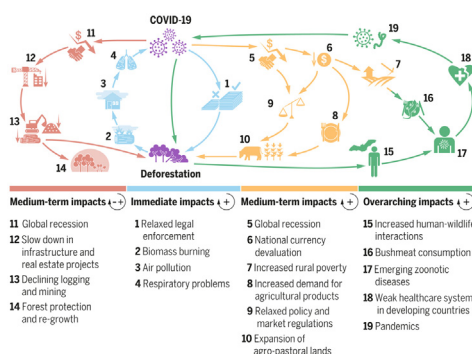 COVID-19
11
19
12
4
5
6
18
7
3
1
9
16
13
2
10
8
14
15
17
Deforestation
Medium-term impacts
Immediate impacts
Medium-term impacts
Overarching impacts
11 Global recession
12 Slow down in
infrastructure and
real estate projects
13 Declining logging
and mining
14 Forest protection
and re-growth
1 Relaxed legal
enforcement
2 Biomass burning
3 Air pollution
4 Respiratory problems
5 Global recession
6 National currency
devaluation
7 Increased rural poverty
8 Increased demand for
agricultural products
9 Relaxed policy and
market regulations
10 Expansion of
agro-pastoral lands
15 Increased human-wildlife
interactions
16 Bushmeat consumption
17 Emerging zoonotic
diseases
18 Weak healthcare systems
in developing countries
19 Pandemics